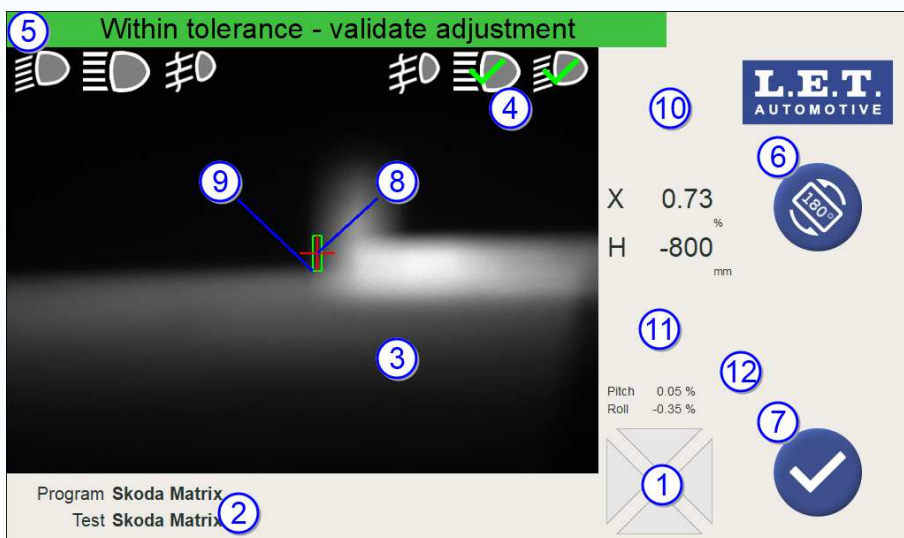 5 Within tolerance - validate adjustment
4
10
L.E.T.
AUTOMOTIVE
6
9
8
180°
X 0.73
%
H -800
mm
3
11
12
Pitch 0.05 %
Roll -0.35 %
7
1
Program Skoda Matrix
Test Skoda Matrix 2